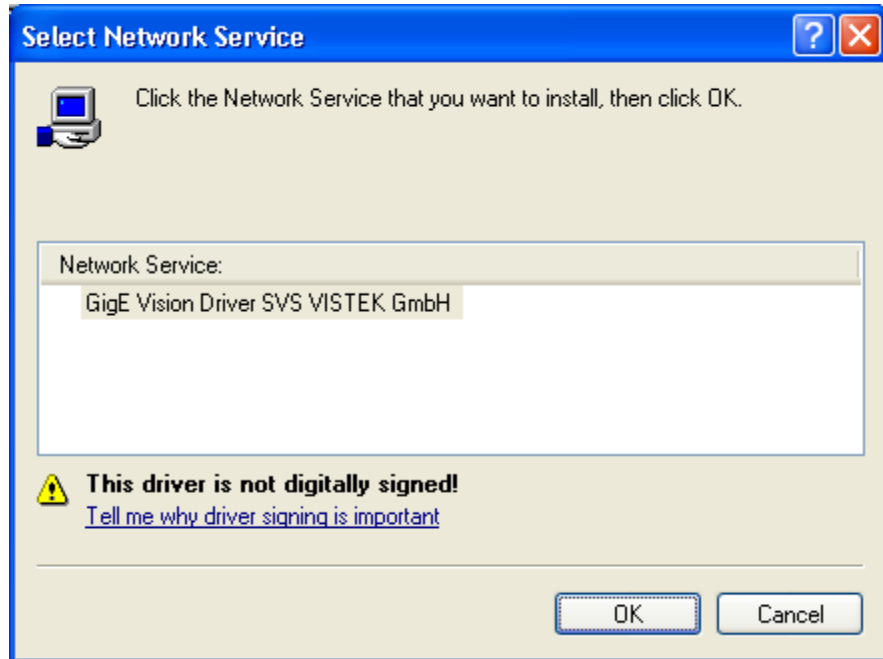 Select Network Service
Click the Network Service that you want to install, then click OK.
Network Service:
GigE Vision Driver SVS VISTEK GmbH
This driver is not digitally signed!
Tell me why driver signing is important
OK Cancel